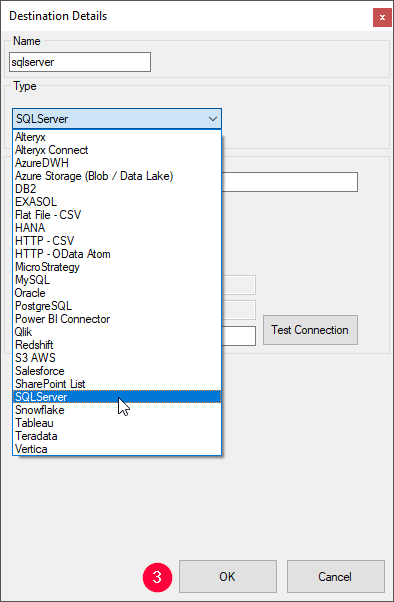 Destination Details
x
Name
sqlserver
Type
SQLServer
Alteryx
Alteryx Connect
AzureDWH
Azure Storage (Blob / Data Lake)
DB2
EXASOL
Flat File - CSV
HANA
HTTP - CSV
HTTP - OData Atom
MicroStrategy
MySQL
Oracle
PostgreSQL
Power BI Connector
Qlik
Redshift
S3 AWS
Salesforce
SharePoint List
SQLServer
Snowflake
Tableau
Teradata
Vertica
Test Connection
3 OK Cancel